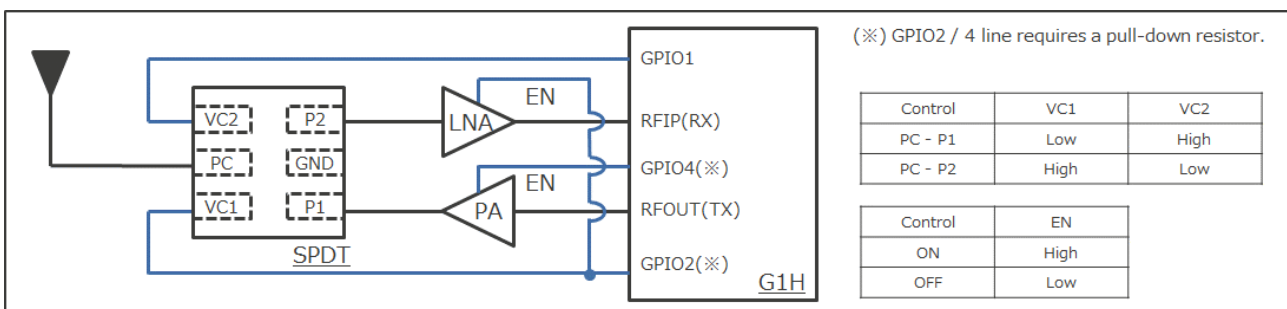 (※) GPIO2 / 4 line requires a pull-down resistor.
GPIO1
EN
VC2 P2 LNA RFIP(RX)
PC GND GPIO4(※)
EN
VC1 P1 PA RFOUT(TX)
SPDT
GPIO2(※)
G1H
Control VC1 VC2
PC - P1 Low High
PC - P2 High Low
Control EN
ON High
OFF Low